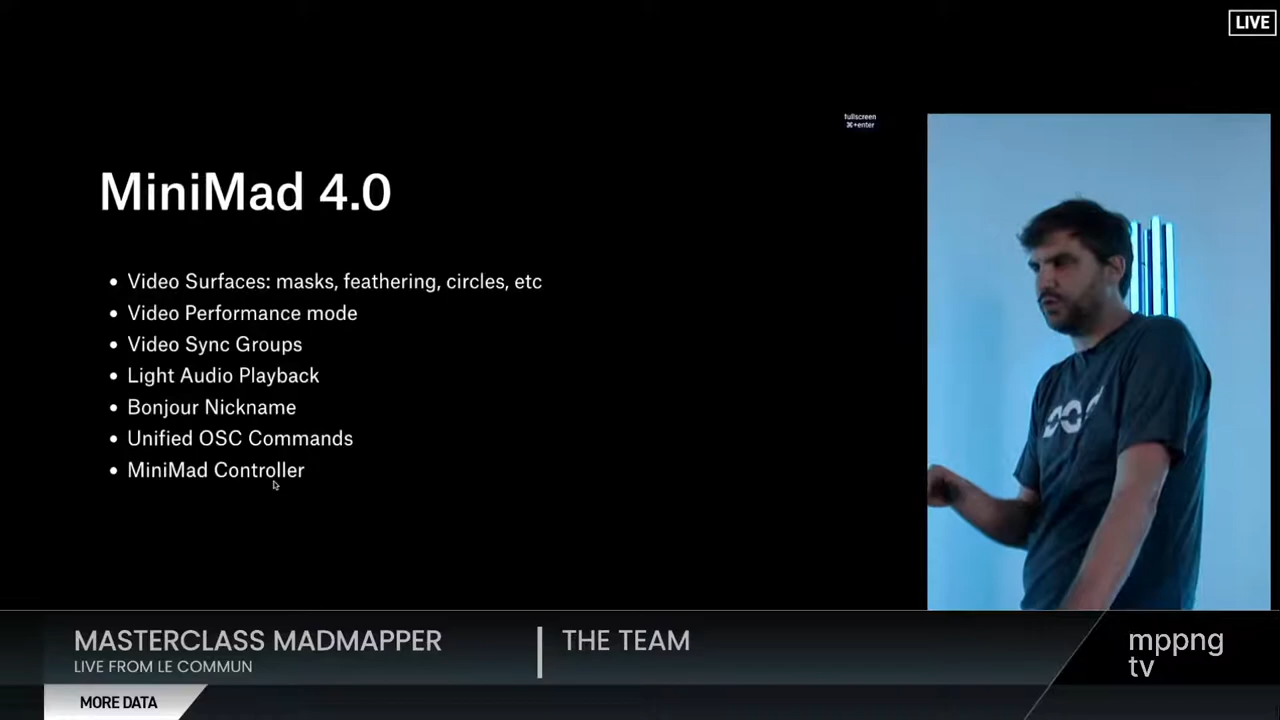 LIVE
fullscreen
⌘+enter
MiniMad 4.0
• Video Surfaces: masks, feathering, circles, etc
• Video Performance mode
• Video Sync Groups
• Light Audio Playback
• Bonjour Nickname
• Unified OSC Commands
• MiniMad Controller
MASTERCLASS MADMAPPER
LIVE FROM LE COMMUN
THE TEAM
mppng
tv
MORE DATA